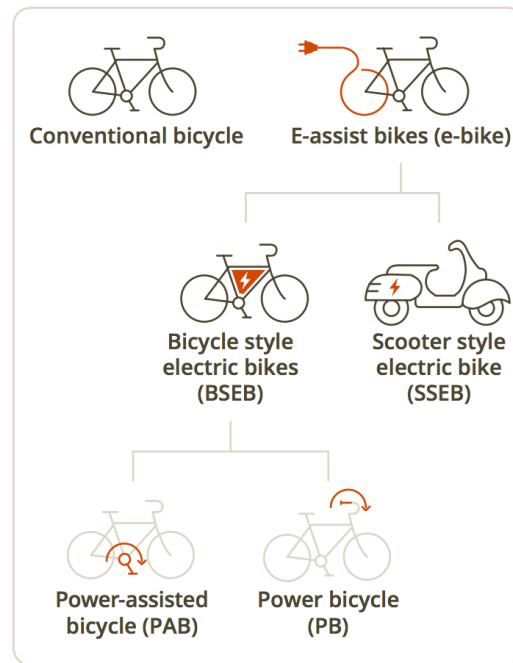 Conventional bicycle
E-assist bikes (e-bike)
Bicycle style
electric bikes
(BSEB)
Scooter style
electric bike
(SSEB)
Power-assisted
bicycle (PAB)
Power bicycle
(PB)